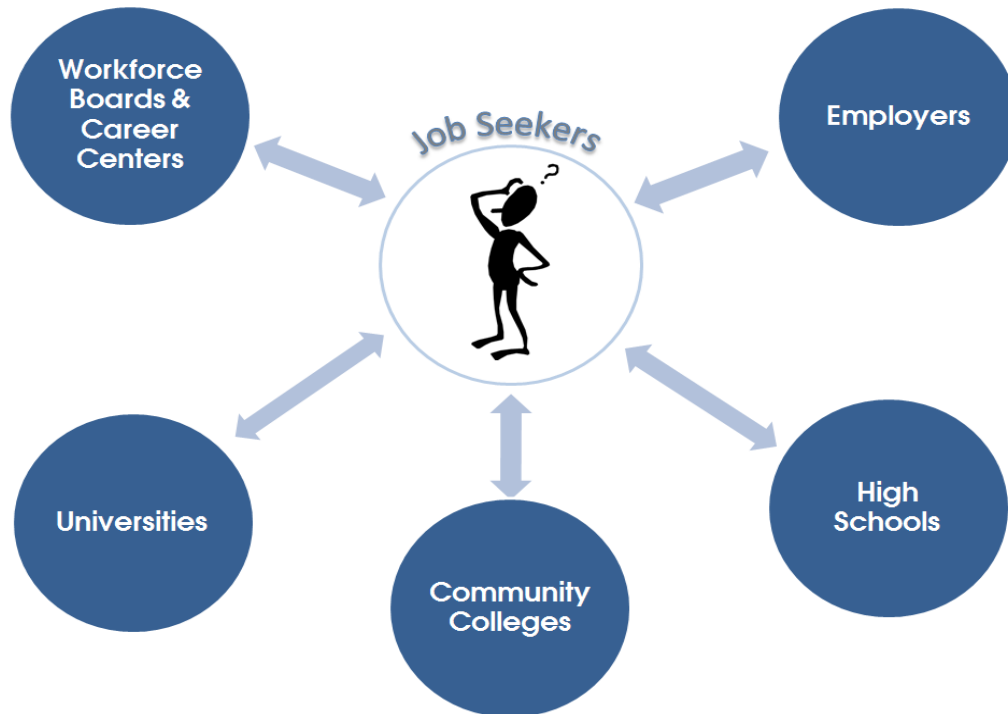 Workforce
Boards &
Career
Centers
Job Seekers
?
Employers
Universities
Community
Colleges
High
Schools